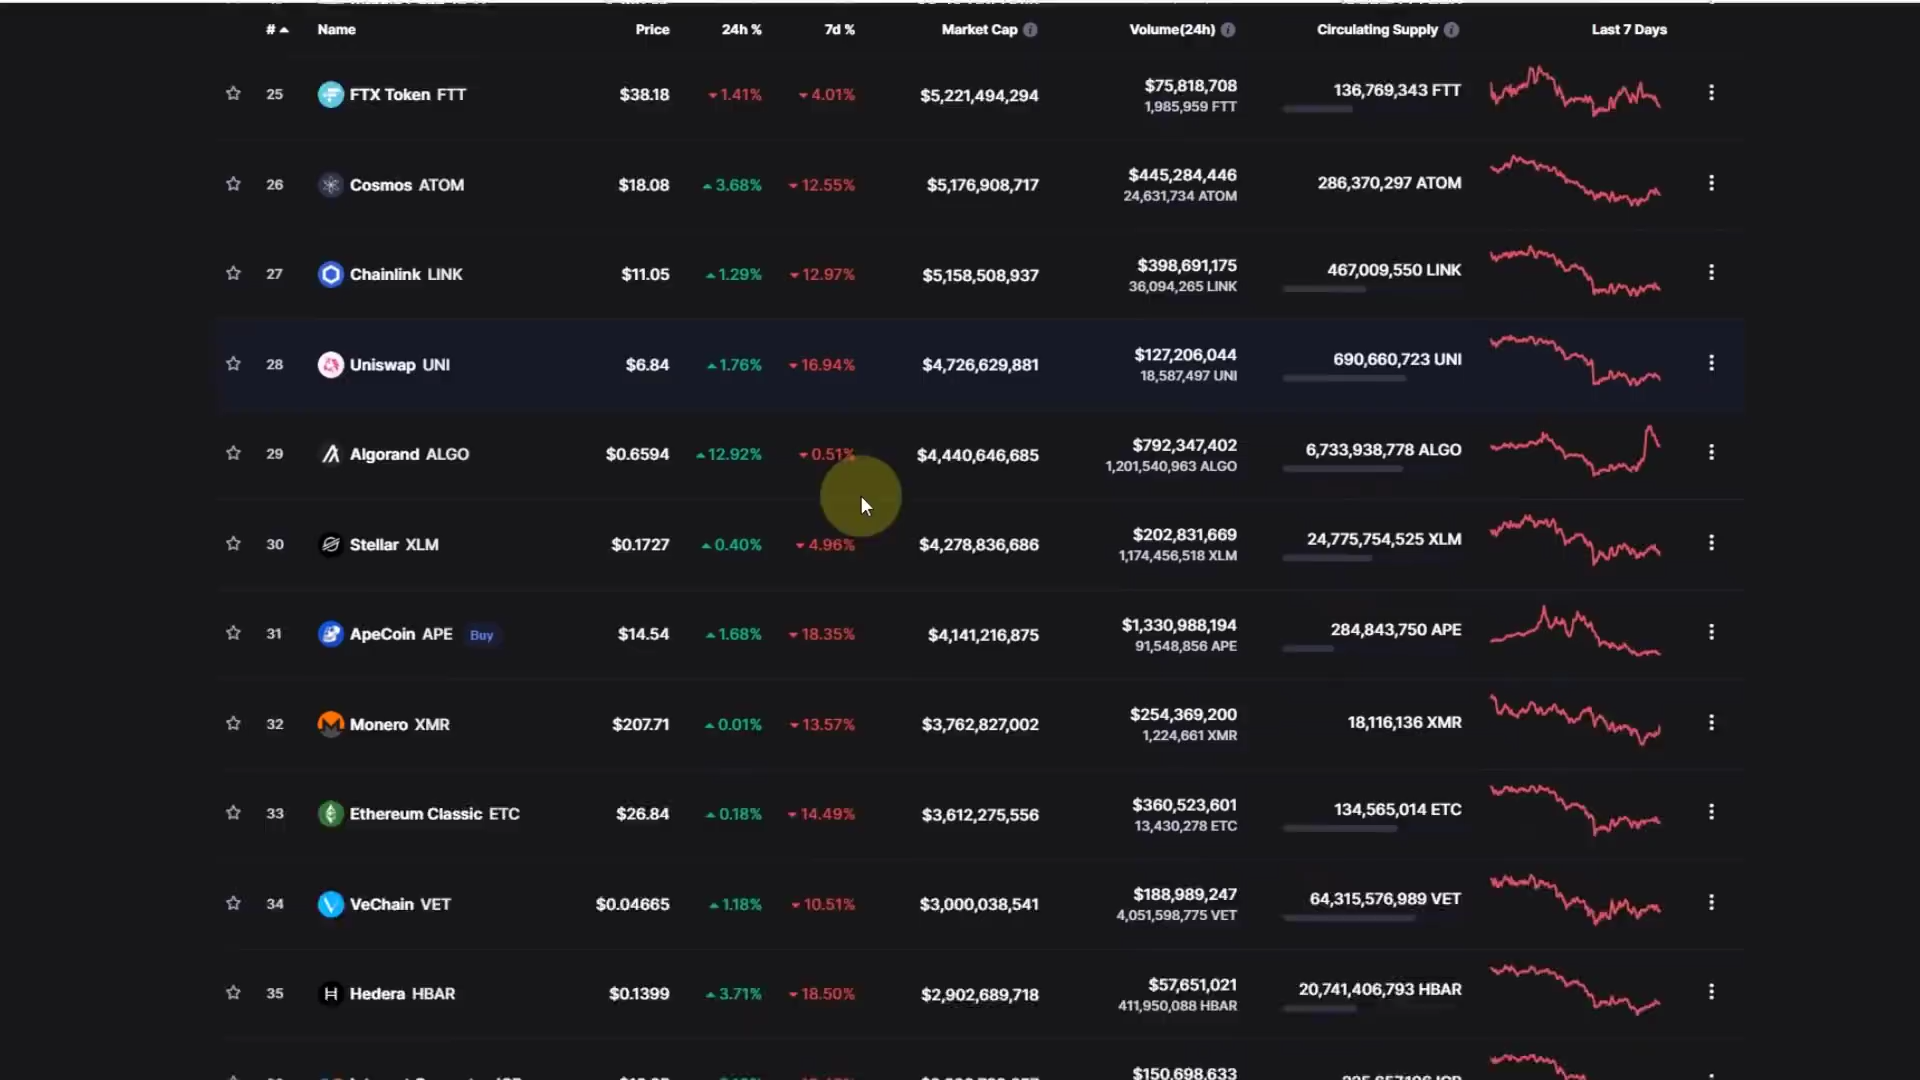 # Name Price 24h % 7d % Market Cap Volume(24h) Circulating Supply Last 7 Days
25 FTX Token FTT $38.18 1.41% 4.01% $5,221,494,294 $75,818,708 136,769,343 FTT
1,985,959 FTT
26 Cosmos ATOM $18.08 3.68% 12.55% $5,176,908,717 $445,284,446 286,370,297 ATOM
24,631,734 ATOM
27 Chainlink LINK $11.05 1.29% 12.97% $5,158,508,937 $398,691,175 467,009,550 LINK
36,094,265 LINK
28 Uniswap UNI $6.84 1.76% 16.94% $4,726,629,881 $127,206,044 690,660,723 UNI
18,587,497 UNI
29 Algorand ALGO $0.6594 12.92% 0.51% $4,440,646,685 $792,347,402 6,733,938,778 ALGO
1,201,540,963 ALGO
30 Stellar XLM $0.1727 0.40% 4.96% $4,278,836,686 $202,831,669 24,775,754,525 XLM
1,174,456,518 XLM
31 ApeCoin APE Buy $14.54 1.68% 18.35% $4,141,216,875 $1,330,988,194 284,843,750 APE
91,548,856 APE
32 Monero XMR $207.71 0.01% 13.57% $3,762,827,002 $254,369,200 18,116,136 XMR
1,224,661 XMR
33 Ethereum Classic ETC $26.84 0.18% 14.49% $3,612,275,556 $360,523,601 134,565,014 ETC
13,430,278 ETC
34 VeChain VET $0.04665 1.18% 10.51% $3,000,038,541 $188,989,247 64,315,576,989 VET
4,051,598,775 VET
35 Hedera HBAR $0.1399 3.71% 18.50% $2,902,689,718 $57,651,021 20,741,406,793 HBAR
411,950,088 HBAR
$150,698,633